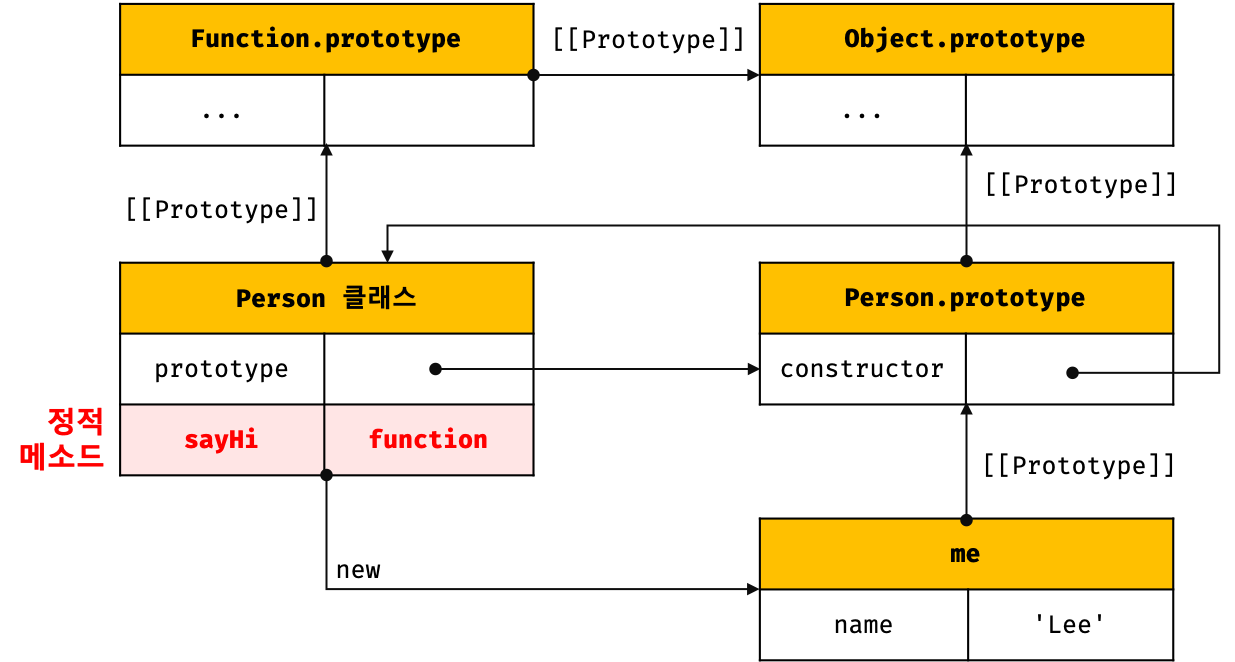 Function.prototype
[[Prototype]]
Object.prototype
...
...
[[Prototype]]
[[Prototype]]
Person 클래스
Person.prototype
prototype
constructor
정적
메소드
sayHi
function
[[Prototype]]
new
me
name
'Lee'